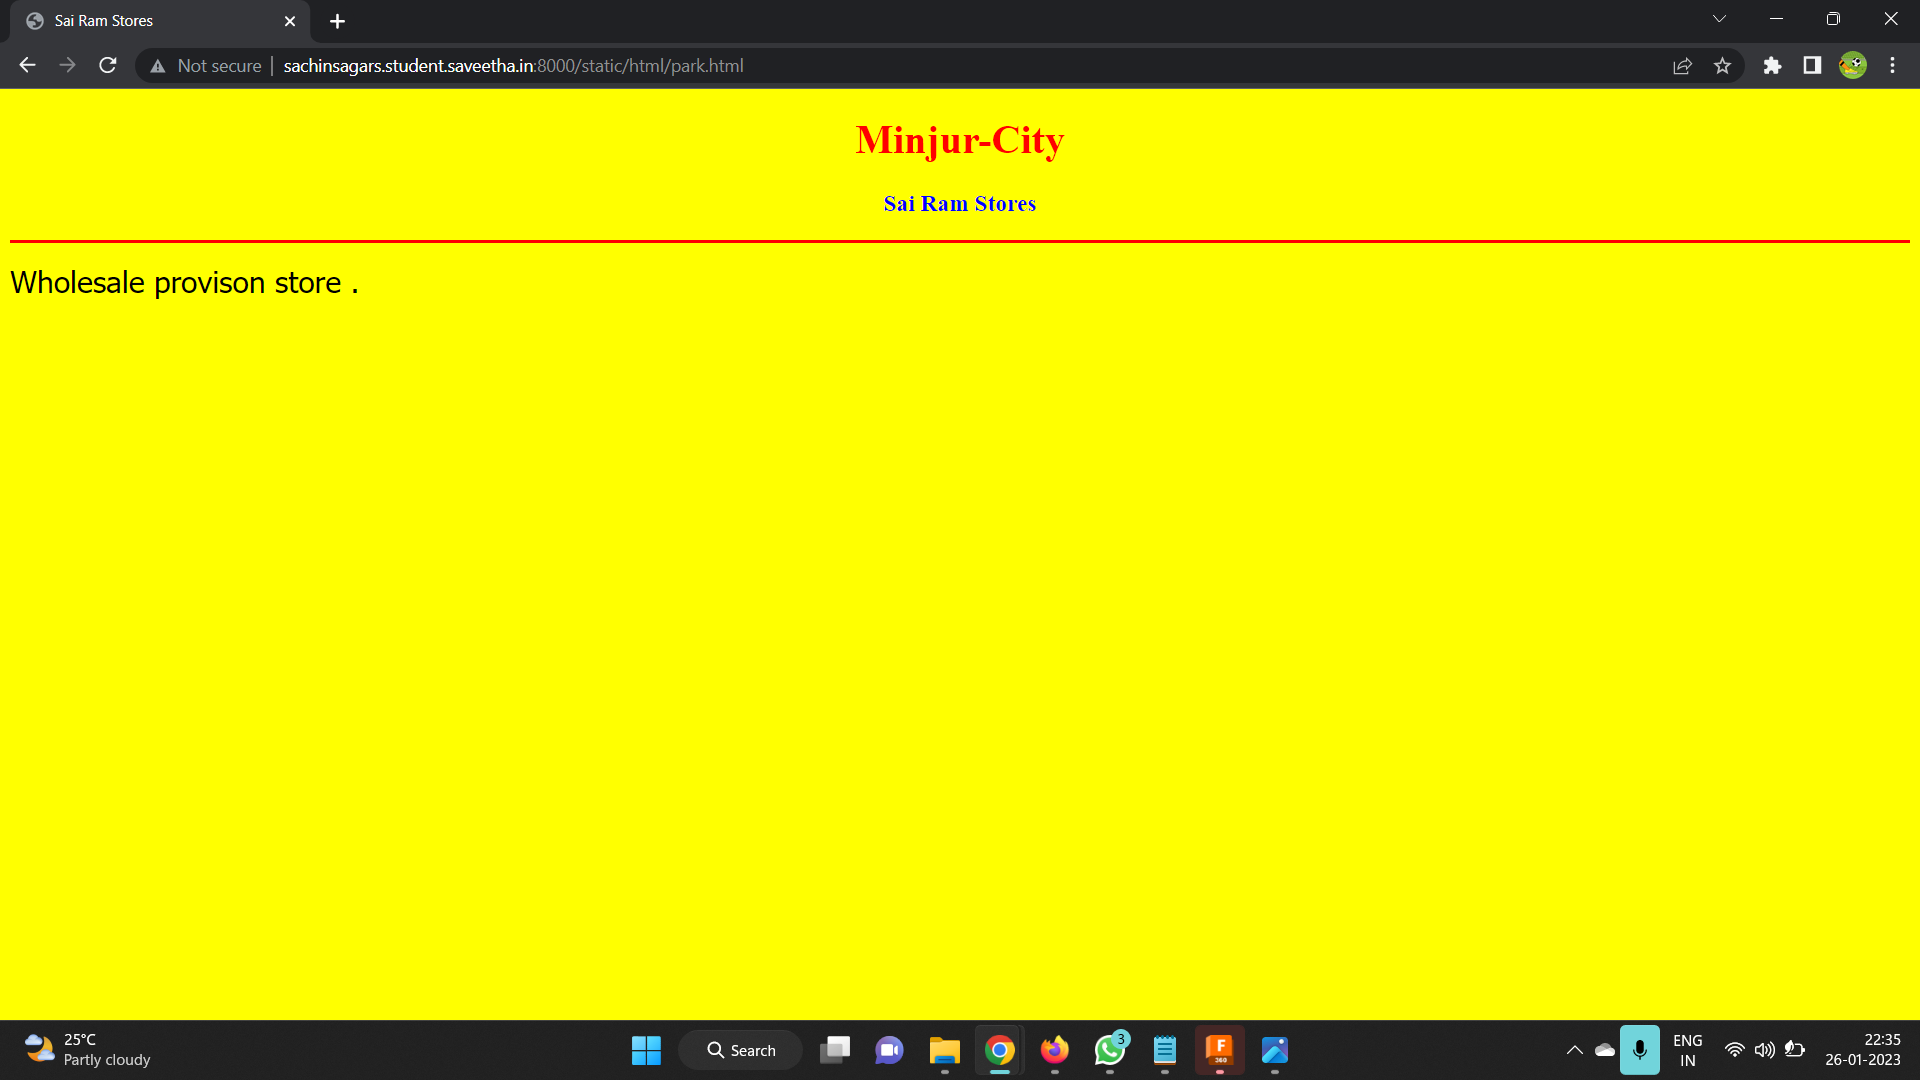 Sai Ram Stores
Not secure
sachinsagars.student.saveetha.in:8000/static/html/park.html
Minjur-City
Sai Ram Stores
Wholesale provison store .
25°C
Partly cloudy
Search
3
F
360
ENG
IN
22:35
26-01-2023